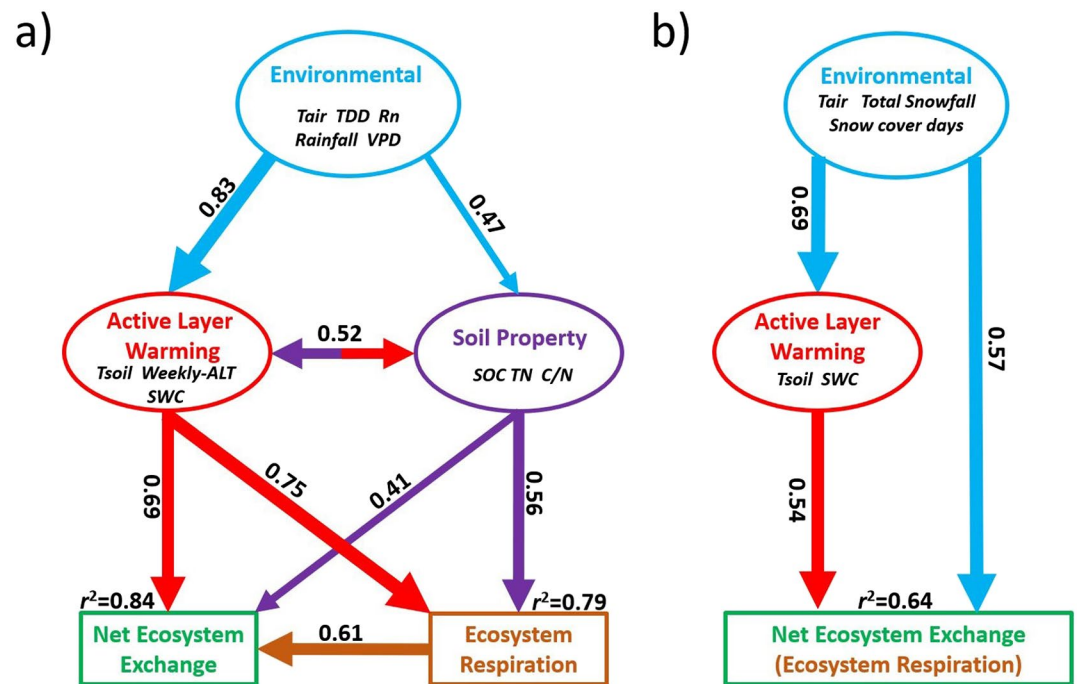 a)
Environmental
Tair TDD Rn
Rainfall VPD
0.83
0.47
Active Layer
Warming
Tsoil Weekly-ALT
SWC
0.52
Soil Property
SOC TN C/N
0.69
0.75
0.41
0.56
r²=0.84
r²=0.79
Net Ecosystem
Exchange
0.61
Ecosystem
Respiration
b)
Environmental
Tair Total Snowfall
Snow cover days
0.69
0.57
Active Layer
Warming
Tsoil SWC
0.54
r²=0.64
Net Ecosystem Exchange
(Ecosystem Respiration)